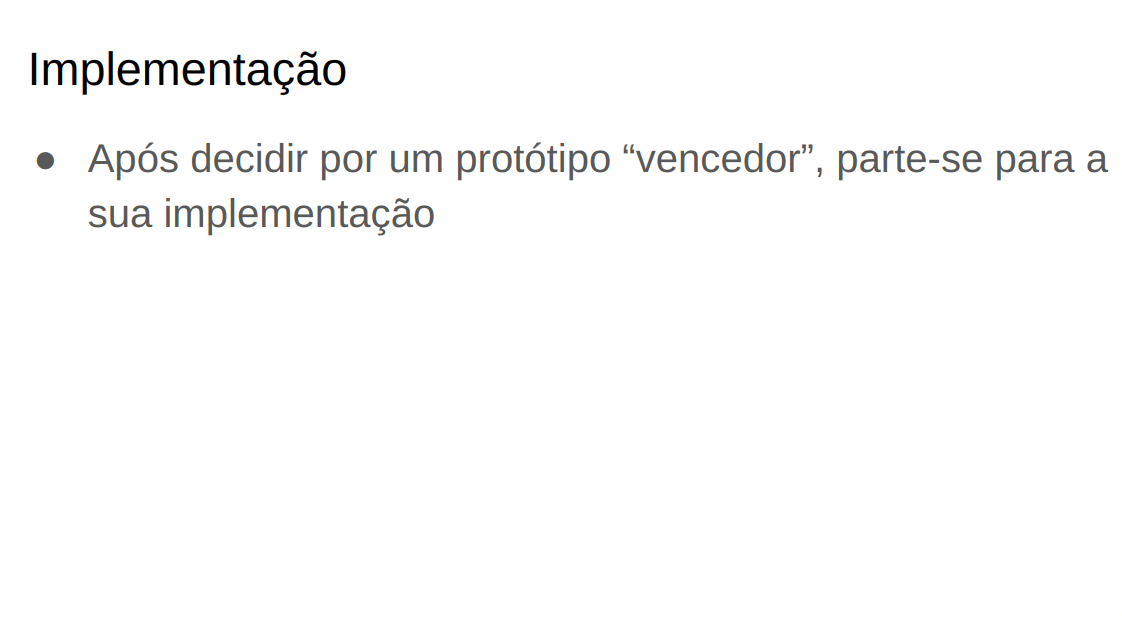 Implementação
● Após decidir por um protótipo “vencedor”, parte-se para a
sua implementação